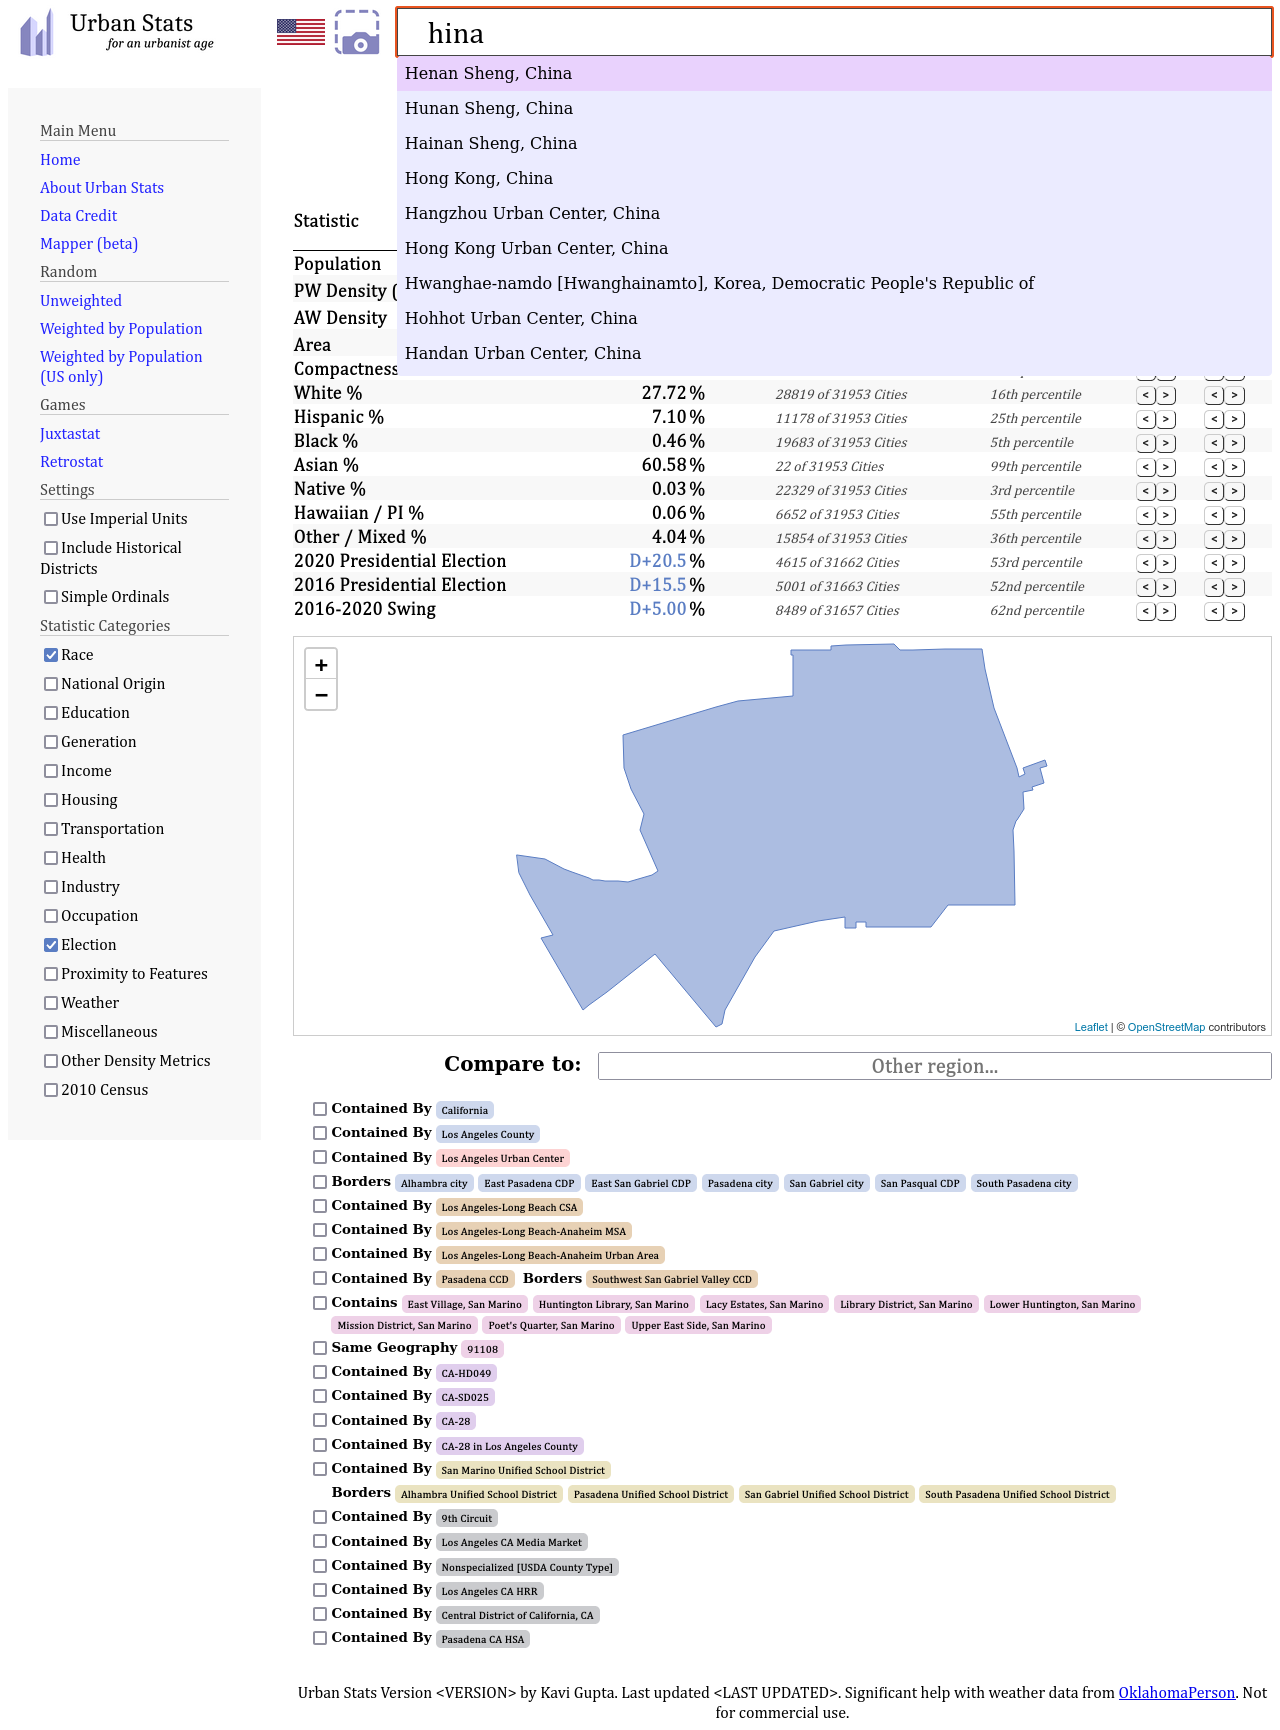 Urban Stats
for an urbanist age
hina
Henan Sheng, China
Hunan Sheng, China
Hainan Sheng, China
Hong Kong, China
Hangzhou Urban Center, China
Hong Kong Urban Center, China
Hwanghae-namdo [Hwanghainamto], Korea, Democratic People's Republic of
Hohhot Urban Center, China
Handan Urban Center, China
Main Menu
Home
About Urban Stats
Data Credit
Mapper (beta)
Random
Unweighted
Weighted by Population
Weighted by Population
(US only)
Games
Juxtastat
Retrostat
Settings
Use Imperial Units
Include Historical
Districts
Simple Ordinals
Statistic Categories
Race
National Origin
Education
Generation
Income
Housing
Transportation
Health
Industry
Occupation
Election
Proximity to Features
Weather
Miscellaneous
Other Density Metrics
2010 Census
Statistic
Population
PW Density (
AW Density
Area
Compactness
White % 27.72% 28819 of 31953 Cities 16th percentile < > < >
Hispanic % 7.10% 11178 of 31953 Cities 25th percentile < > < >
Black % 0.46% 19683 of 31953 Cities 5th percentile < > < >
Asian % 60.58% 22 of 31953 Cities 99th percentile < > < >
Native % 0.03% 22329 of 31953 Cities 3rd percentile < > < >
Hawaiian / PI % 0.06% 6652 of 31953 Cities 55th percentile < > < >
Other / Mixed % 4.04% 15854 of 31953 Cities 36th percentile < > < >
2020 Presidential Election D+20.5% 4615 of 31662 Cities 53rd percentile < > < >
2016 Presidential Election D+15.5% 5001 of 31663 Cities 52nd percentile < > < >
2016-2020 Swing D+5.00% 8489 of 31657 Cities 62nd percentile < > < >
+
−
Leaflet | © OpenStreetMap contributors
Compare to: Other region...
Contained By California
Contained By Los Angeles County
Contained By Los Angeles Urban Center
Borders Alhambra city East Pasadena CDP East San Gabriel CDP Pasadena city San Gabriel city San Pasqual CDP South Pasadena city
Contained By Los Angeles-Long Beach CSA
Contained By Los Angeles-Long Beach-Anaheim MSA
Contained By Los Angeles-Long Beach-Anaheim Urban Area
Contained By Pasadena CCD Borders Southwest San Gabriel Valley CCD
Contains East Village, San Marino Huntington Library, San Marino Lacy Estates, San Marino Library District, San Marino Lower Huntington, San Marino
Mission District, San Marino Poet's Quarter, San Marino Upper East Side, San Marino
Same Geography 91108
Contained By CA-HD049
Contained By CA-SD025
Contained By CA-28
Contained By CA-28 in Los Angeles County
Contained By San Marino Unified School District
Borders Alhambra Unified School District Pasadena Unified School District San Gabriel Unified School District South Pasadena Unified School District
Contained By 9th Circuit
Contained By Los Angeles CA Media Market
Contained By Nonspecialized [USDA County Type]
Contained By Los Angeles CA HRR
Contained By Central District of California, CA
Contained By Pasadena CA HSA
Urban Stats Version <VERSION> by Kavi Gupta. Last updated <LAST UPDATED>. Significant help with weather data from OklahomaPerson. Not
for commercial use.